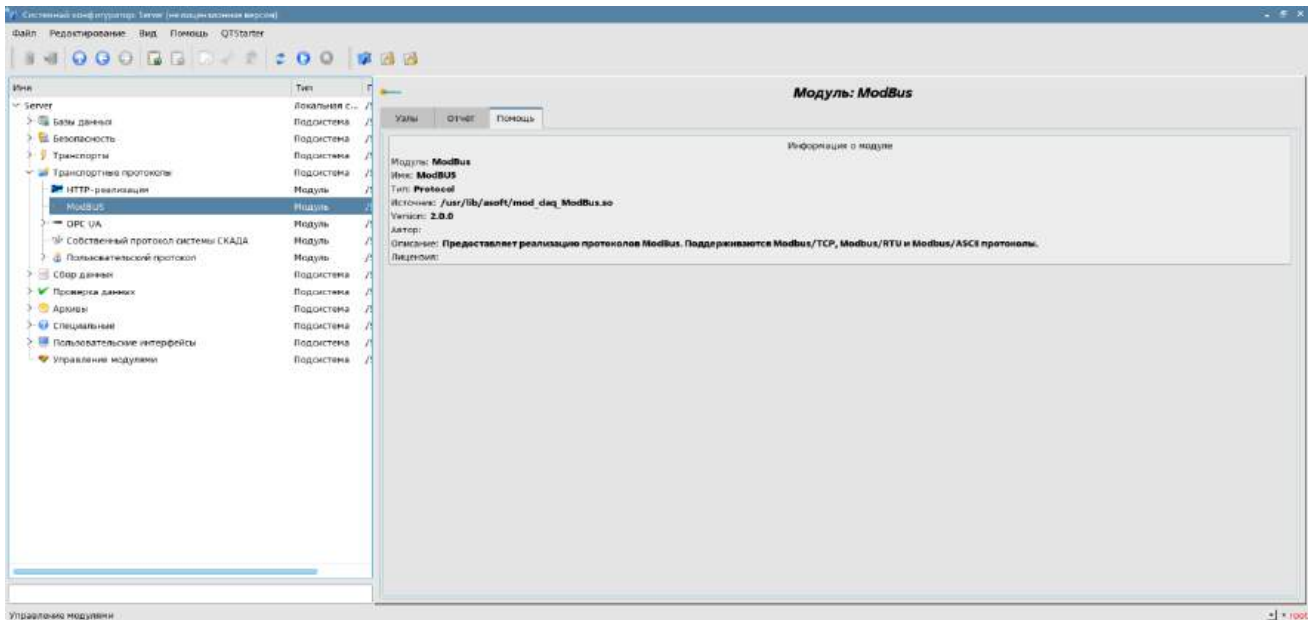 Системный конфигуратор: Server (не лицензионная версия)
Файл Редактирование Вид Помощь QTStarter
Имя Тип
Server Локальная с...
Базы данных Подсистема
Безопасность Подсистема
Транспорты Подсистема
Транспортные протоколы Подсистема
HTTP-реализация Модуль
ModBUS Модуль
OPC UA Модуль
Собственный протокол системы СКАДА Модуль
Пользовательский протокол Модуль
Сбор данных Подсистема
Проверка данных Подсистема
Архивы Подсистема
Специальные Подсистема
Пользовательские интерфейсы Подсистема
Управление модулями Подсистема
Модуль: ModBus
Узлы Отчёт Помощь
Информация о модуле
Модуль: ModBus
Имя: ModBUS
Тип: Protocol
Источник: /usr/lib/asoft/mod_daq_ModBus.so
Version: 2.0.0
Автор:
Описание: Предоставляет реализацию протоколов ModBus. Поддерживаются Modbus/TCP, Modbus/RTU и Modbus/ASCII протоколы.
Лицензия:
Управление модулями
root